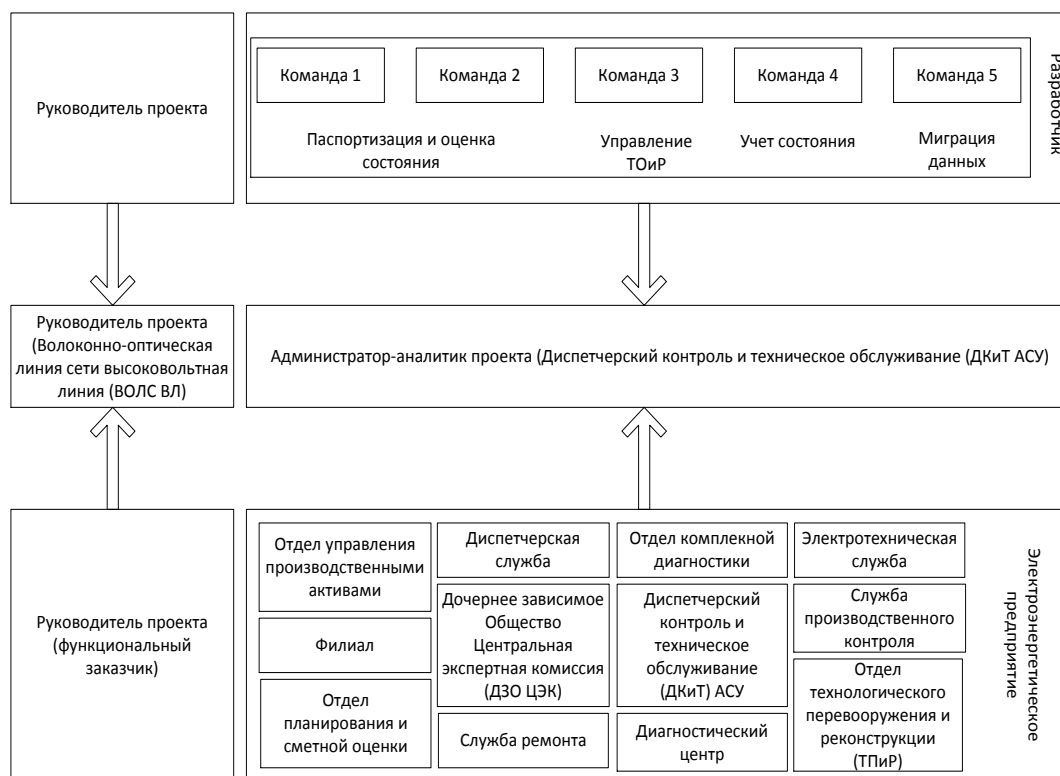 Руководитель проекта
Команда 1
Команда 2
Команда 3
Команда 4
Команда 5
Паспортизация и оценка
состояния
Управление
ТОиР
Учет состояния
Миграция
данных
Разработчик
Руководитель проекта
(Волоконно-оптическая
линия сети высоковольтная
линия (ВОЛС ВЛ)
Администратор-аналитик проекта (Диспетчерский контроль и техническое обслуживание (ДКиТ АСУ)
Руководитель проекта
(функциональный
заказчик)
Отдел управления
производственными
активами
Филиал
Отдел
планирования и
сметной оценки
Диспетчерская
служба
Дочернее зависимое
Общество
Центральная
экспертная комиссия
(ДЗО ЦЭК)
Служба ремонта
Отдел комплекной
диагностики
Диспетчерский
контроль и
техническое
обслуживание
(ДКиТ) АСУ
Диагностический
центр
Электротехническая
служба
Служба
производственного
контроля
Отдел
технологического
перевооружения и
реконструкции
(ТПиР)
Электроэнергетическое
предприятие